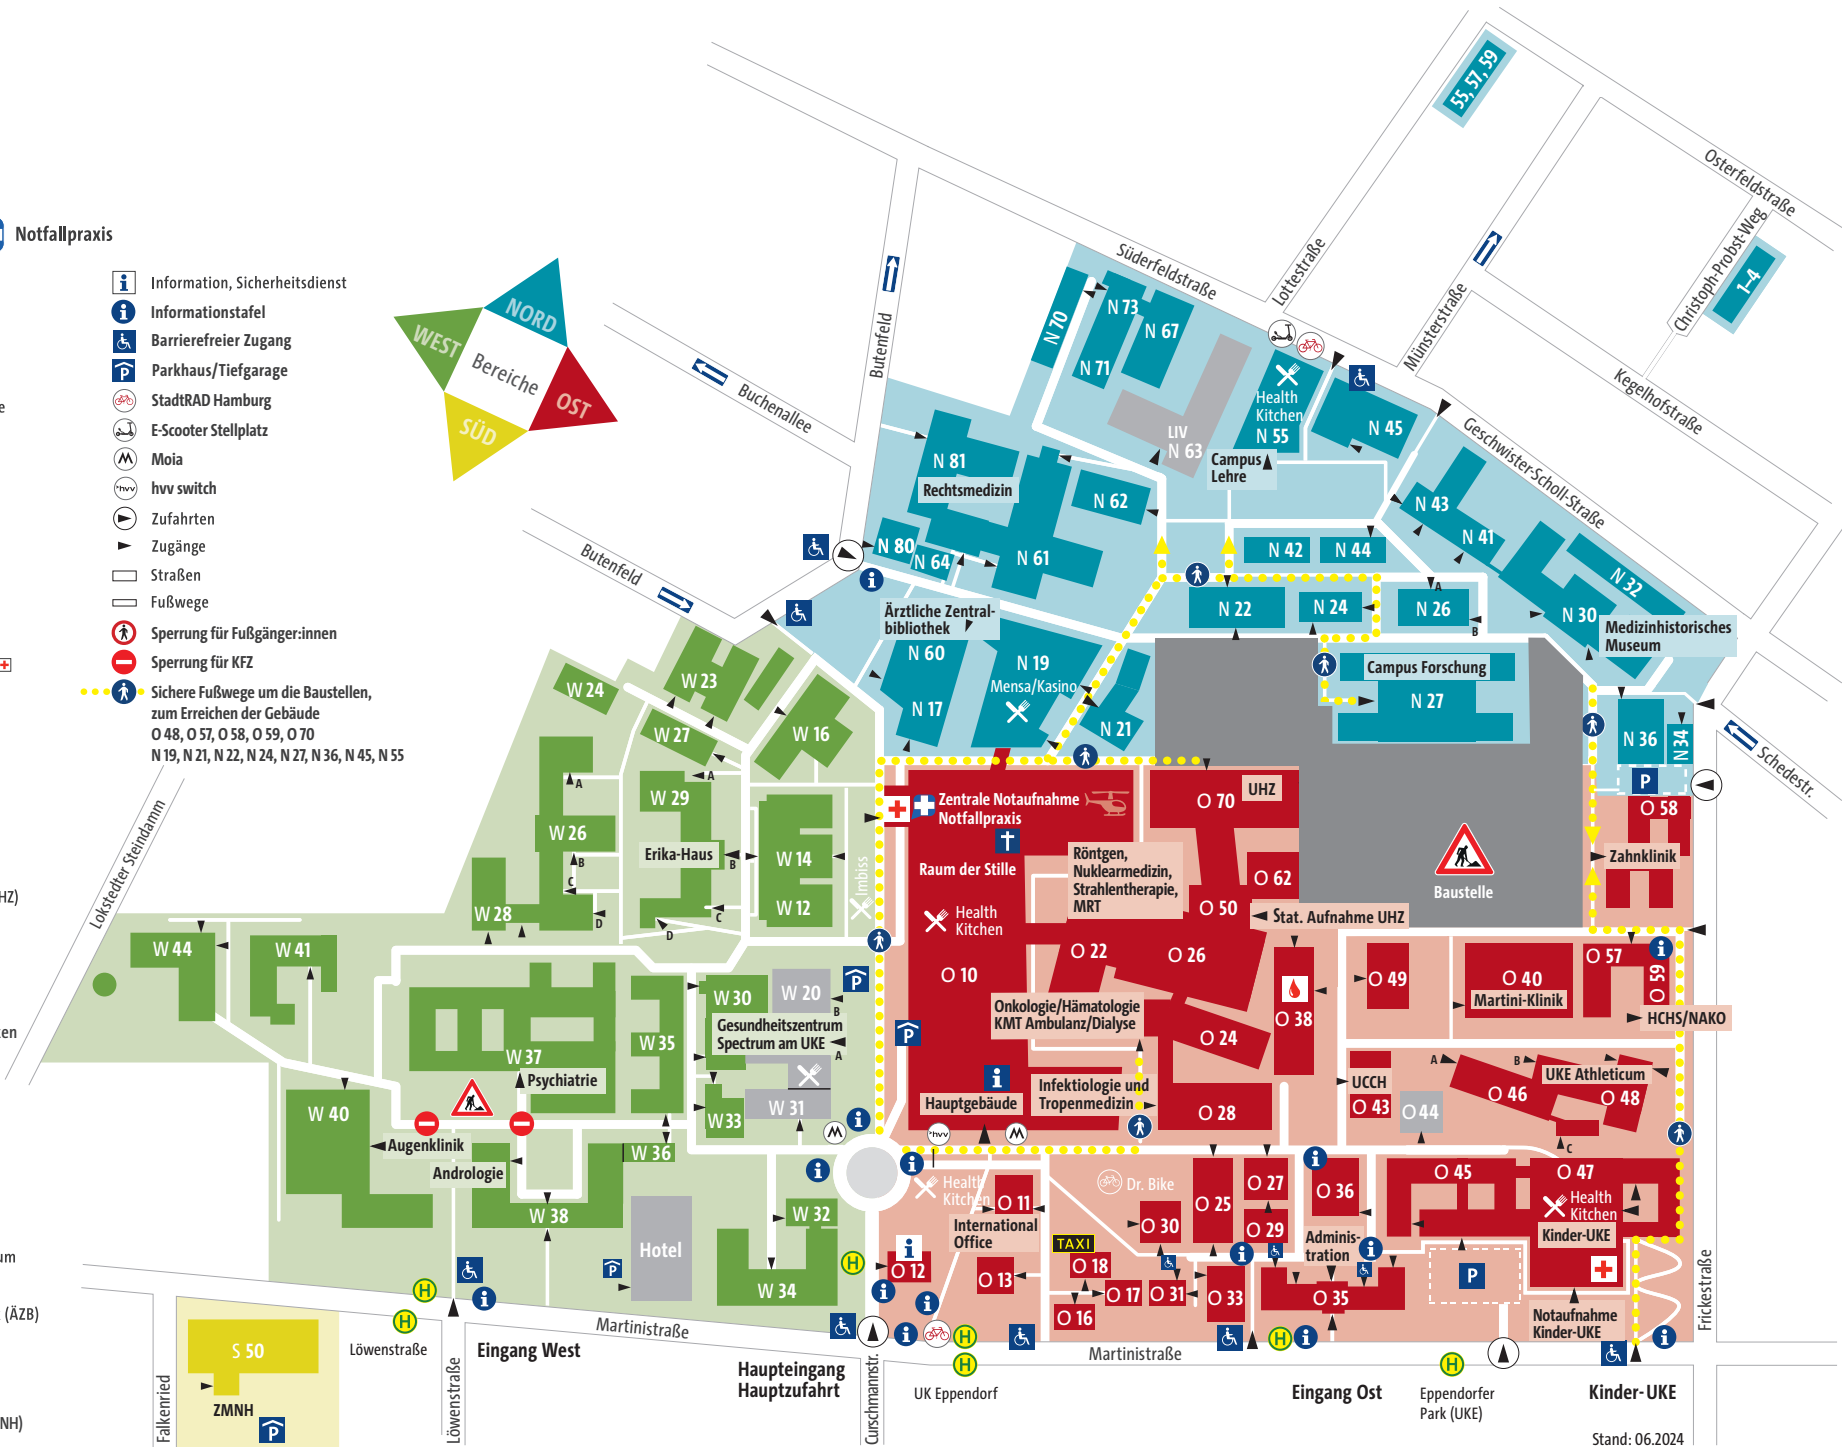 Notfallpraxis
Information, Sicherheitsdienst
Informationstafel
Barrierefreier Zugang
Parkhaus/Tiefgarage
StadtRAD Hamburg
E-Scooter Stellplatz
Moia
hvv switch
Zufahrten
Zugänge
Straßen
Fußwege
Sperrung für Fußgänger:innen
Sperrung für KFZ
Sichere Fußwege um die Baustellen,
zum Erreichen der Gebäude
O 48, O 57, O 58, O 59, O 70
N 19, N 21, N 22, N 24, N 27, N 36, N 45, N 55
e
HZ)
ken
um
(ÄZB)
NH)
NORD
WEST
Bereiche
OST
SÜD
55, 57, 59
Osterfeldstraße
Christoph-Probst-Weg
1–4
Süderfeldstraße
Lottestraße
Münsterstraße
Kegelhofstraße
Geschwister-Scholl-Straße
Butenfeld
Buchenallee
Butenfeld
Schedestr.
Lokstedter Steindamm
N 70
N 73
N 67
N 71
LIV
N 63
Health
Kitchen
N 55
N 45
Campus
Lehre
N 81
Rechtsmedizin
N 62
N 43
N 41
N 80
N 64
N 61
N 42
N 44
N 32
N 22
N 24
N 26
A
B
N 30
Medizinhistorisches
Museum
Ärztliche Zentral-
bibliothek
N 60
N 19
Mensa/Kasino
N 17
N 21
Campus Forschung
N 27
N 36
N 34
P
W 24
W 23
W 27
W 16
W 29
A
W 26
A
B
C
D
Erika-Haus
B
C
D
W 14
W 12
Imbiss
W 28
W 44
W 41
W 30
W 20
B
P
Gesundheitszentrum
Spectrum am UKE
A
W 35
W 37
Psychiatrie
W 33
W 31
W 40
Augenklinik
Andrologie
W 36
W 38
Hotel
P
W 32
W 34
Zentrale Notaufnahme
Notfallpraxis
Raum der Stille
Health
Kitchen
O 10
P
Hauptgebäude
hvv
O 70
UHZ
Röntgen,
Nuklearmedizin,
Strahlentherapie,
MRT
O 62
O 50
Stat. Aufnahme UHZ
O 22
O 26
Onkologie/Hämatologie
KMT Ambulanz/Dialyse
O 24
O 38
Infektiologie und
Tropenmedizin
O 28
Baustelle
O 58
Zahnklinik
O 49
O 40
Martini-Klinik
O 57
O 59
HCHS/NAKO
UCCH
O 43
O 44
A
B
C
O 46
UKE Athleticum
O 48
O 45
O 47
Health
Kitchen
Kinder-UKE
P
Notaufnahme
Kinder-UKE
Health
Kitchen
O 11
International
Office
O 12
O 13
Dr. Bike
O 30
O 25
O 27
O 29
O 36
Adminis-
tration
TAXI
O 18
O 17
O 16
O 31
O 33
O 35
H
H
H
H
H
H
H
Frickestraße
Martinistraße
Martinistraße
Löwenstraße
Löwenstraße
Eingang West
Haupteingang
Hauptzufahrt
Curschmannstr.
UK Eppendorf
Eingang Ost
Eppendorfer
Park (UKE)
Kinder-UKE
S 50
ZMNH
P
Falkenried
Stand: 06.2024